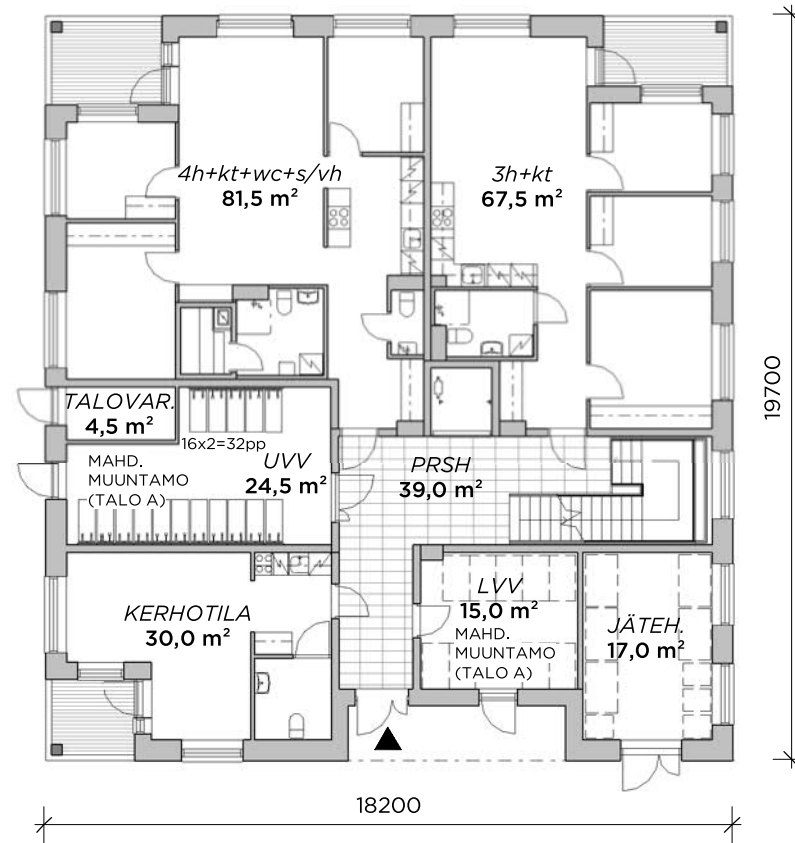 4h+kt+wc+s/vh
81,5 m²
3h+kt
67,5 m²
TALOVAR.
4,5 m²
16x2=32pp
MAHD.
MUUNTAMO
(TALO A)
UVV
24,5 m²
PRSH
39,0 m²
KERHOTILA
30,0 m²
LVV
15,0 m²
MAHD.
MUUNTAMO
(TALO A)
JÄTEH.
17,0 m²
19700
18200